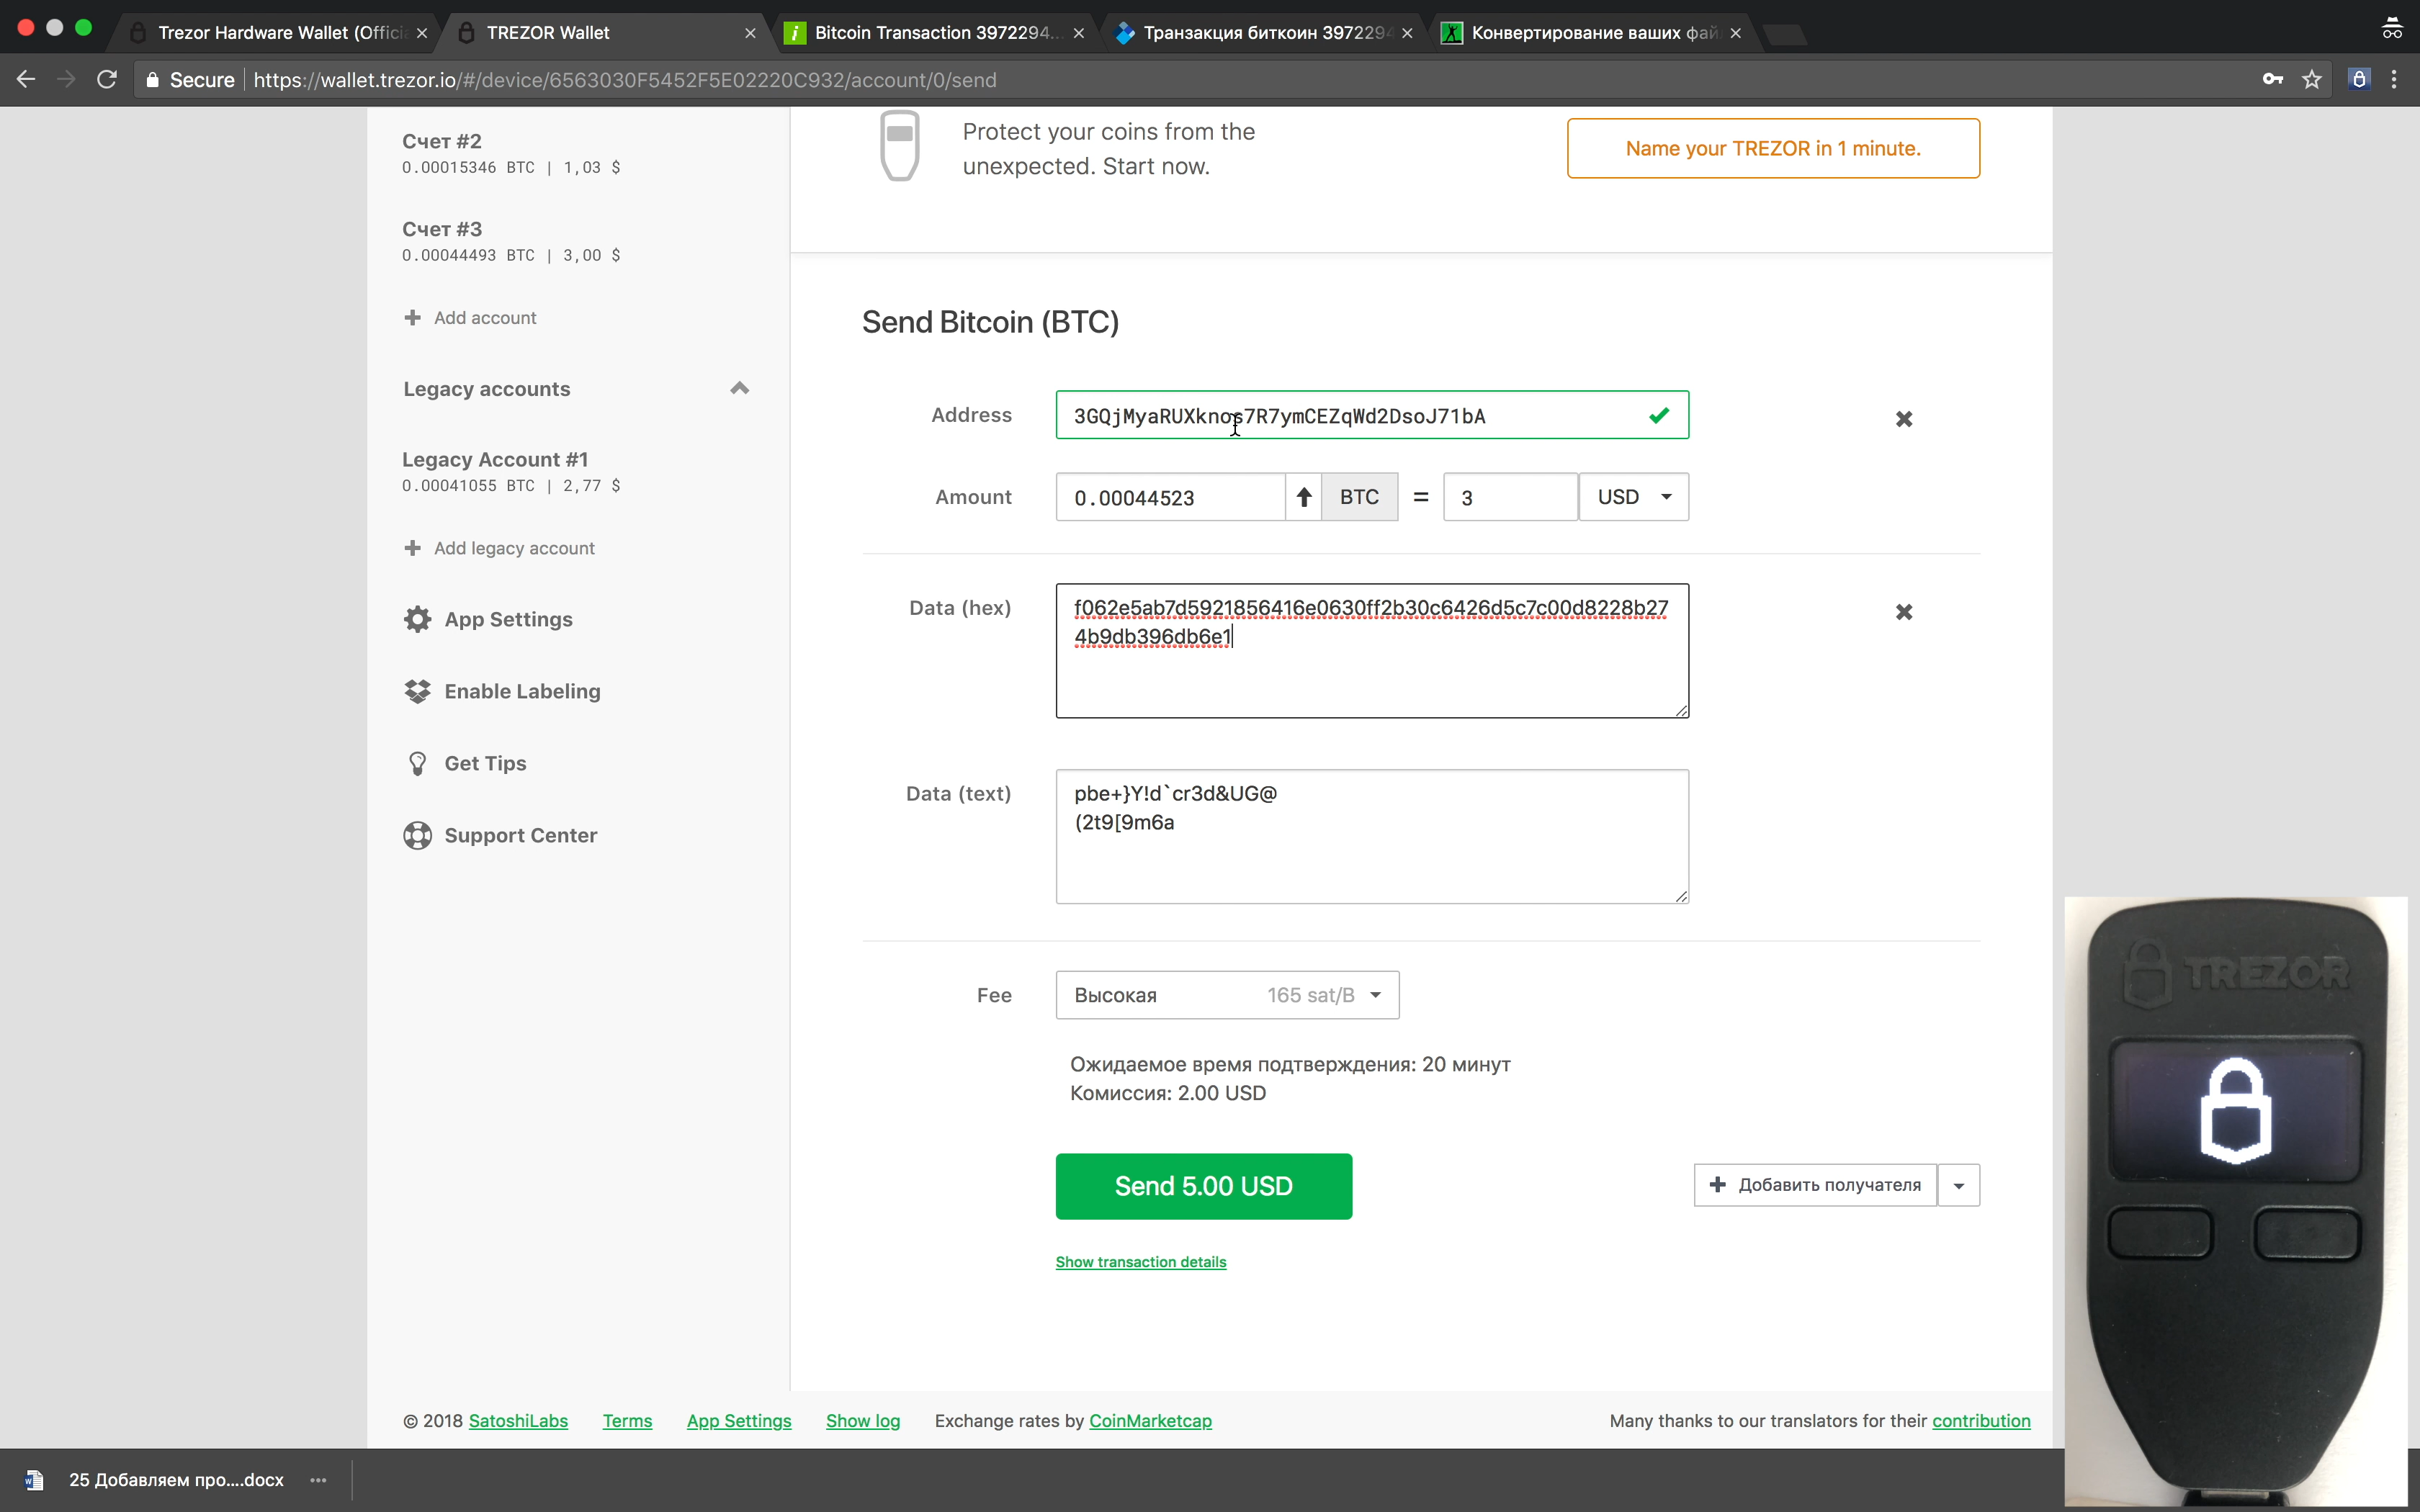 Trezor Hardware Wallet (Offici
TREZOR Wallet
Bitcoin Transaction 3972294...
Транзакция биткоин 3972294
Конвертирование ваших фай
Secure
https://wallet.trezor.io/#/device/6563030F5452F5E02220C932/account/0/send
Счет #2
0.00015346 BTC | 1,03 $
Счет #3
0.00044493 BTC | 3,00 $
+ Add account
Legacy accounts
Legacy Account #1
0.00041055 BTC | 2,77 $
+ Add legacy account
App Settings
Enable Labeling
Get Tips
Support Center
Protect your coins from the
unexpected. Start now.
Name your TREZOR in 1 minute.
Send Bitcoin (BTC)
Address
3GQjMyaRUXknos7R7ymCEZqWd2DsoJ71bA
Amount
0.00044523 BTC = 3 USD
Data (hex)
f062e5ab7d5921856416e0630ff2b30c6426d5c7c00d8228b27
4b9db396db6e1
Data (text)
pbe+}Y!d`cr3d&UG@
(2t9[9m6a
Fee
Высокая 165 sat/B
Ожидаемое время подтверждения: 20 минут
Комиссия: 2.00 USD
Send 5.00 USD
+ Добавить получателя
Show transaction details
© 2018 SatoshiLabs Terms App Settings Show log Exchange rates by CoinMarketcap
Many thanks to our translators for their contribution
25 Добавляем про....docx
TREZOR